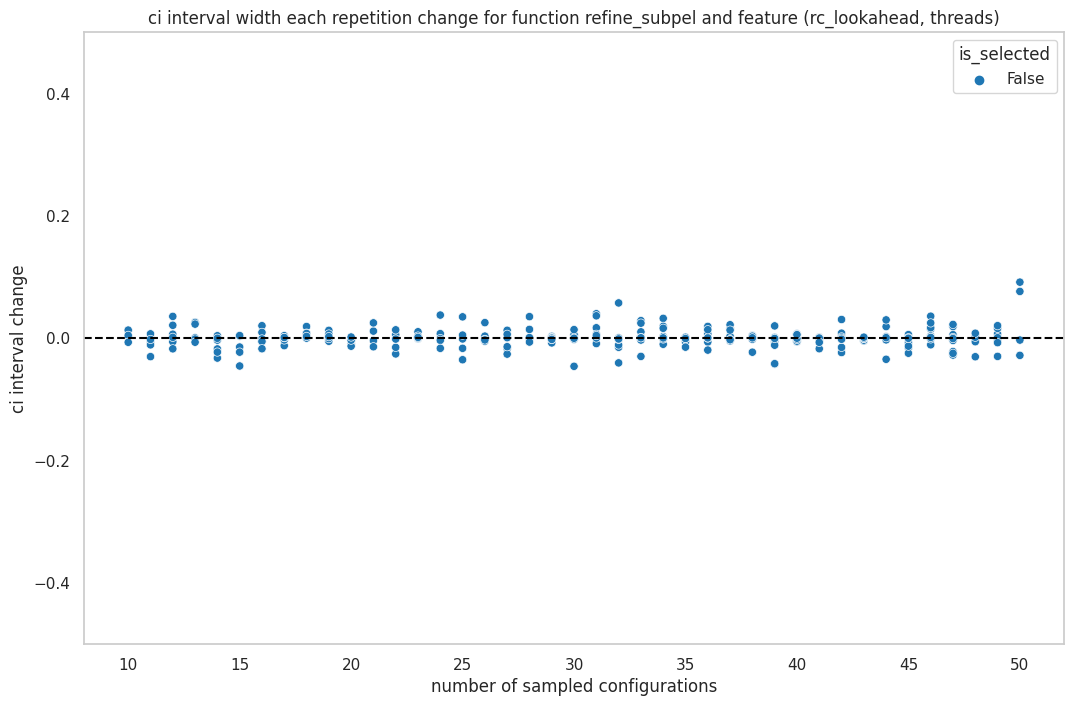 ci interval width each repetition change for function refine_subpel and feature (rc_lookahead, threads)
is_selected
False
ci interval change
0.4
0.2
0.0
−0.2
−0.4
10 15 20 25 30 35 40 45 50
number of sampled configurations